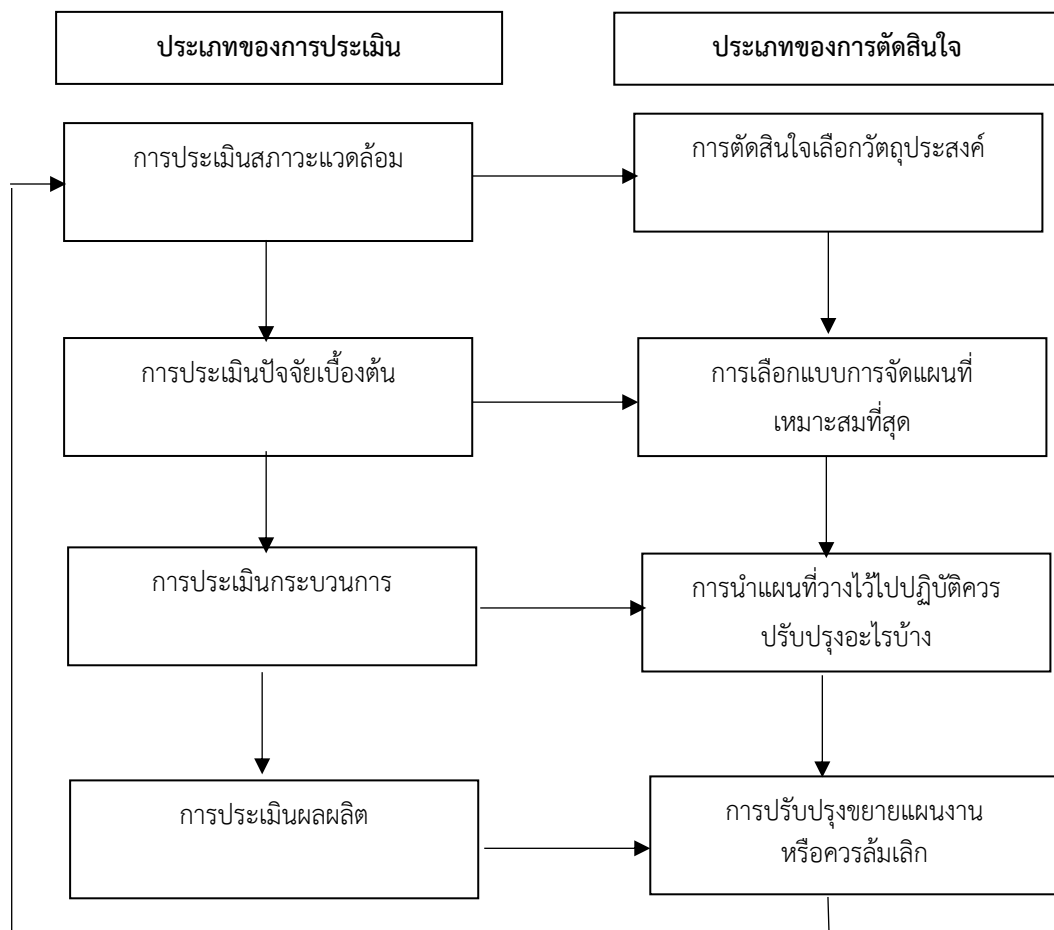 ประเภทของการประเมิน
ประเภทของการตัดสินใจ
การประเมินสภาวะแวดล้อม
การตัดสินใจเลือกวัตถุประสงค์
การประเมินปัจจัยเบื้องต้น
การเลือกแบบการจัดแผนที่
เหมาะสมที่สุด
การประเมินกระบวนการ
การนำแผนที่วางไว้ไปปฏิบัติควร
ปรับปรุงอะไรบ้าง
การประเมินผลผลิต
การปรับปรุงขยายแผนงาน
หรือควรล้มเลิก